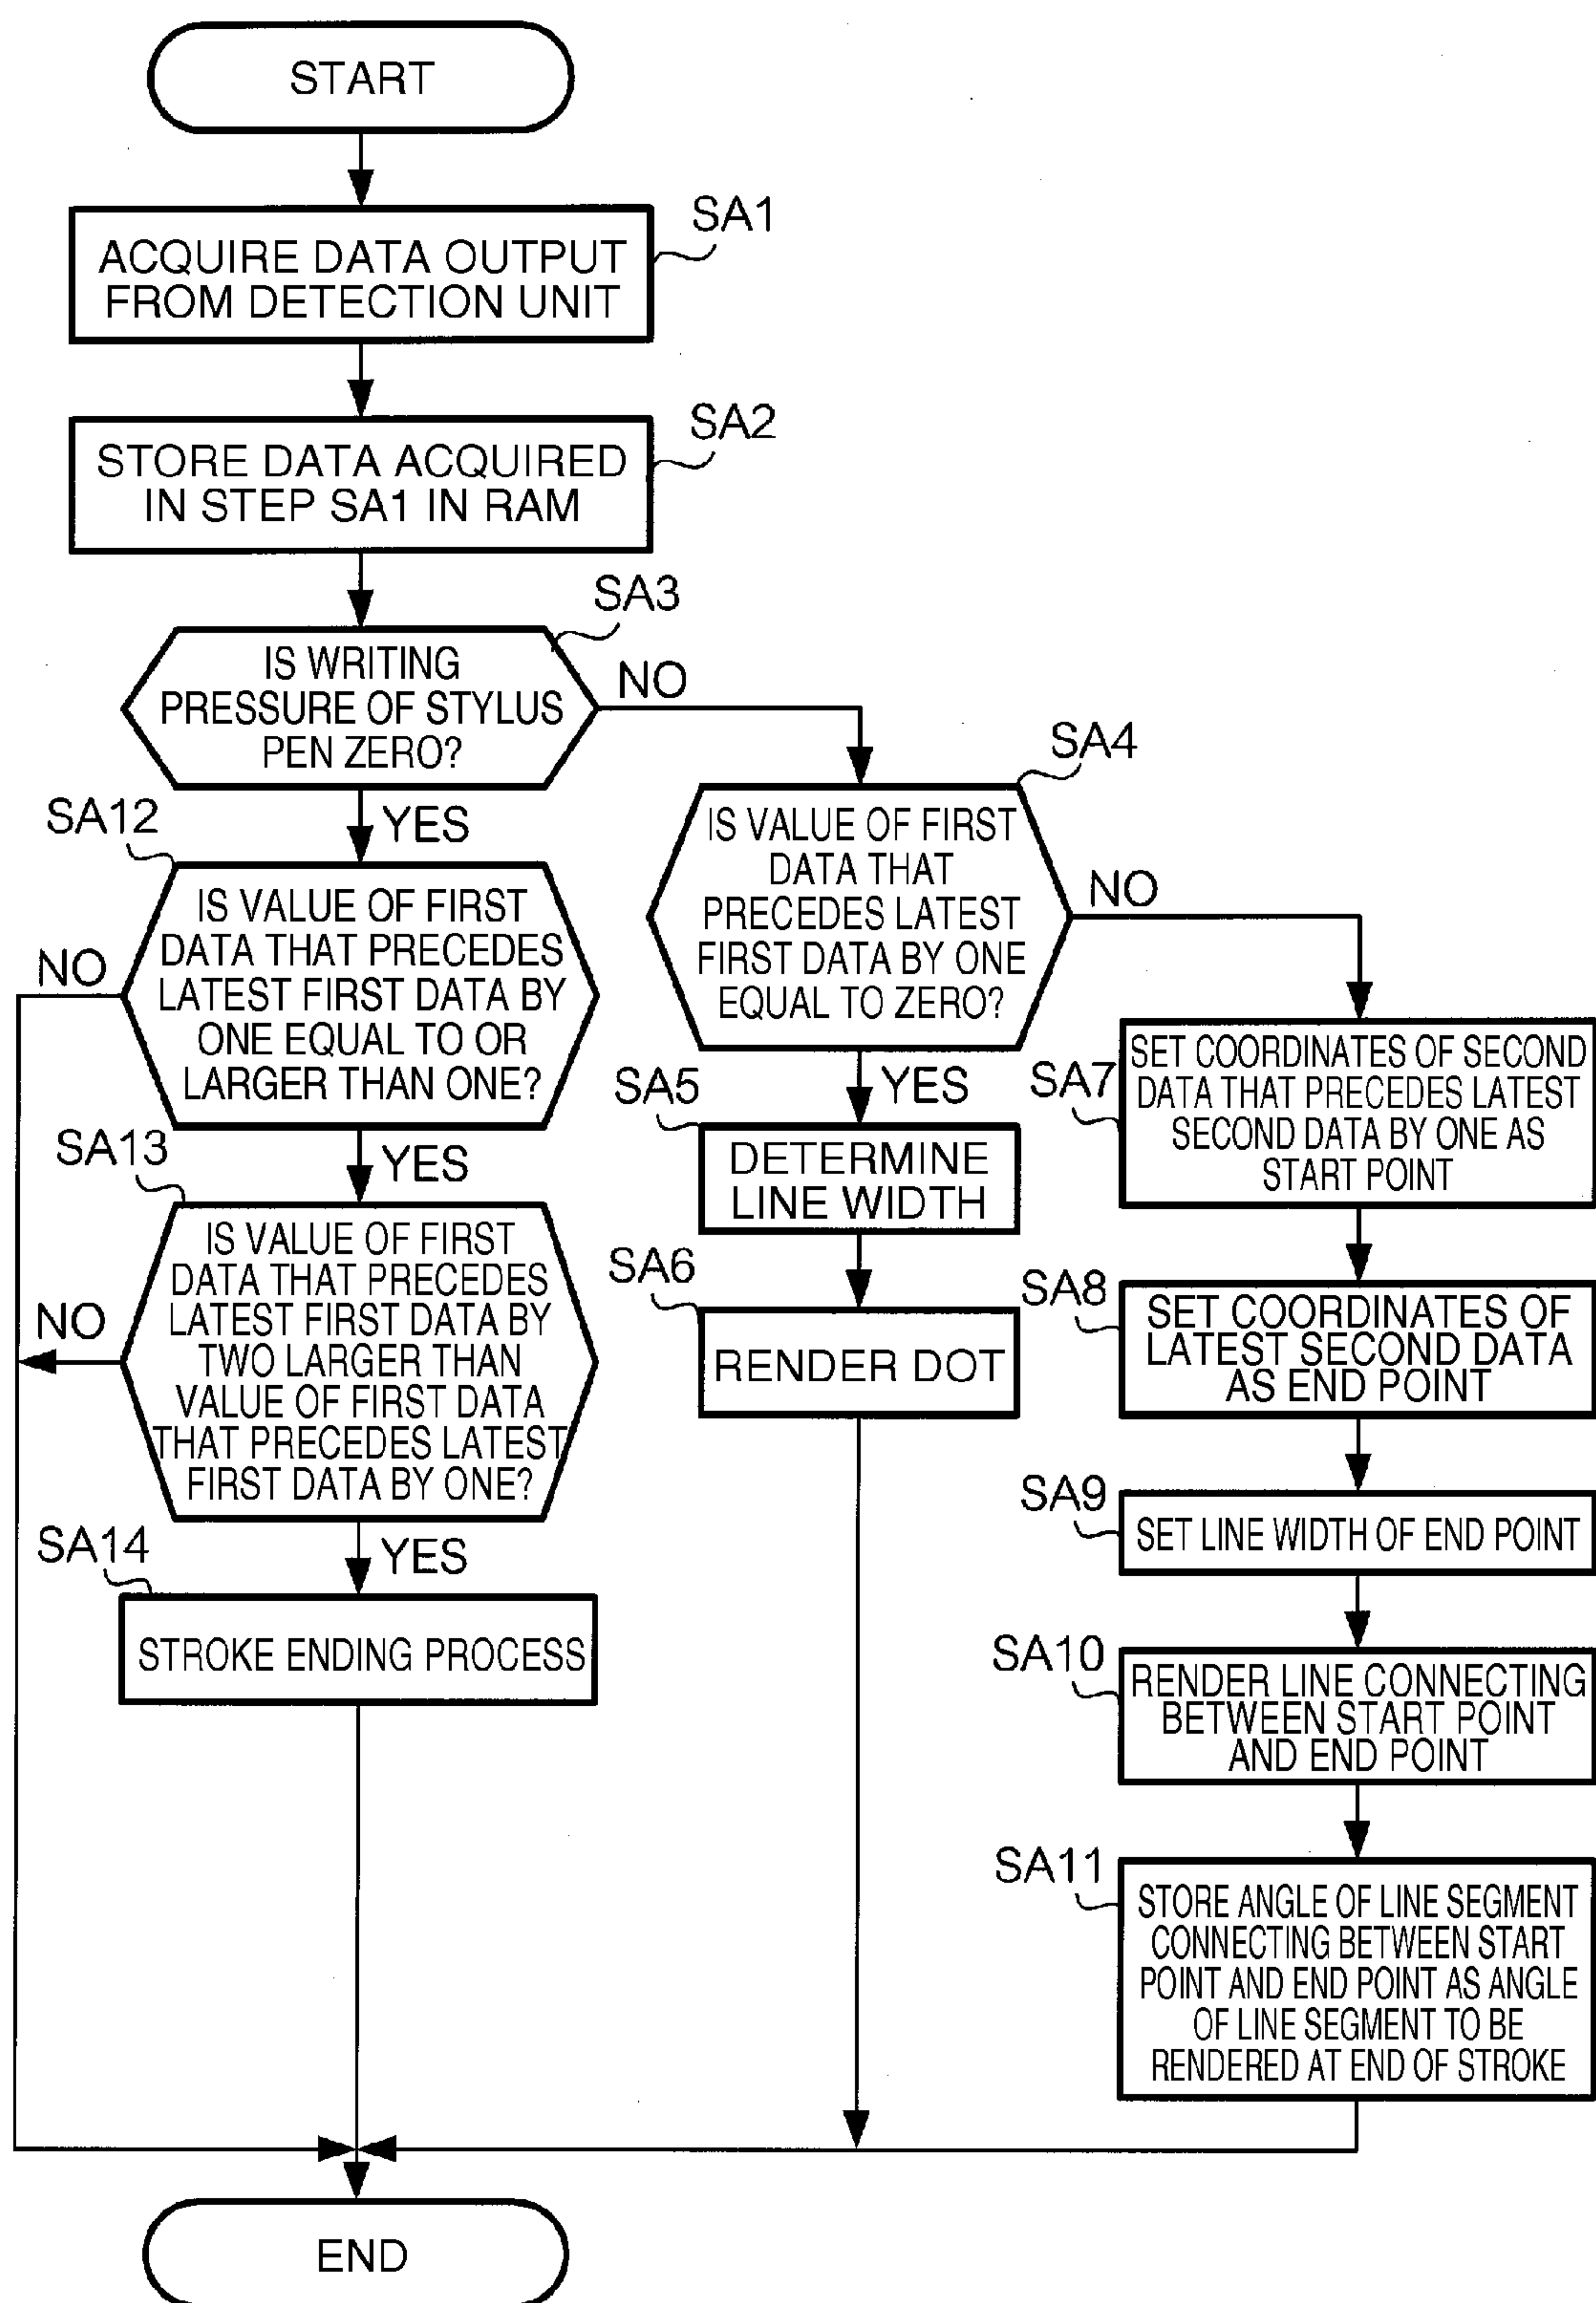 START
SA1
ACQUIRE DATA OUTPUT
FROM DETECTION UNIT
SA2
STORE DATA ACQUIRED
IN STEP SA1 IN RAM
SA3
IS WRITING
PRESSURE OF STYLUS
PEN ZERO?
NO
YES
SA4
IS VALUE OF FIRST
DATA THAT
PRECEDES LATEST
FIRST DATA BY ONE
EQUAL TO ZERO?
NO
YES
SA12
IS VALUE OF FIRST
DATA THAT PRECEDES
LATEST FIRST DATA BY
ONE EQUAL TO OR
LARGER THAN ONE?
NO
YES
SA13
IS VALUE OF FIRST
DATA THAT PRECEDES
LATEST FIRST DATA BY
TWO LARGER THAN
VALUE OF FIRST DATA
THAT PRECEDES LATEST
FIRST DATA BY ONE?
NO
YES
SA14
STROKE ENDING PROCESS
SA5
DETERMINE
LINE WIDTH
SA6
RENDER DOT
SA7
SET COORDINATES OF SECOND
DATA THAT PRECEDES LATEST
SECOND DATA BY ONE AS
START POINT
SA8
SET COORDINATES OF
LATEST SECOND DATA
AS END POINT
SA9
SET LINE WIDTH OF END POINT
SA10
RENDER LINE CONNECTING
BETWEEN START POINT
AND END POINT
SA11
STORE ANGLE OF LINE SEGMENT
CONNECTING BETWEEN START
POINT AND END POINT AS ANGLE
OF LINE SEGMENT TO BE
RENDERED AT END OF STROKE
END